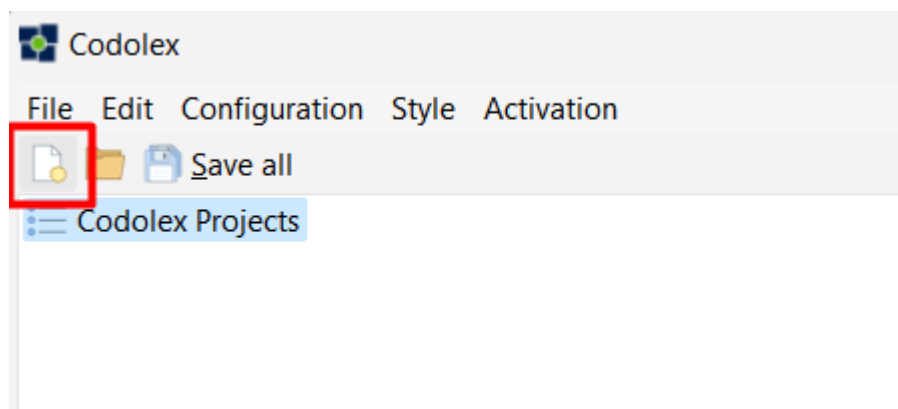 Codolex
File Edit Configuration Style Activation
Save all
Codolex Projects